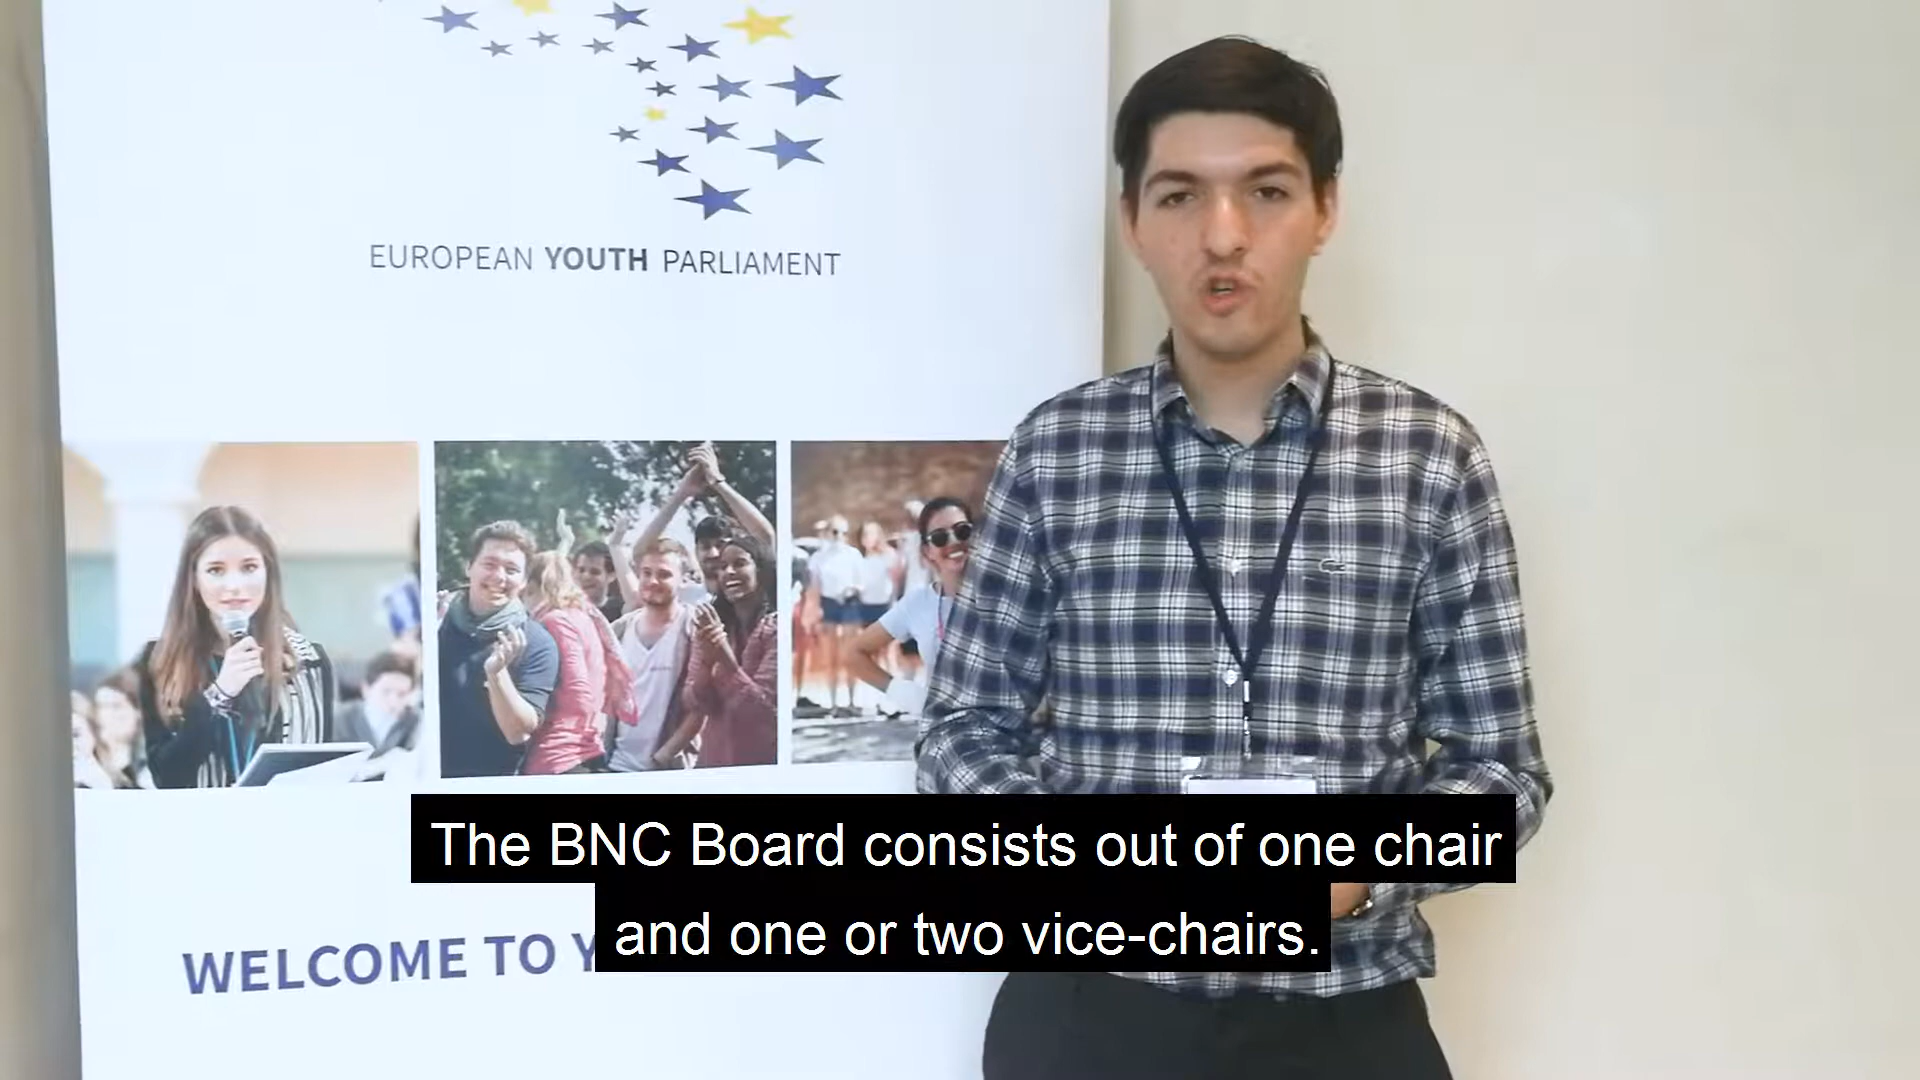 EUROPEAN YOUTH PARLIAMENT
The BNC Board consists out of one chair
and one or two vice-chairs.
WELCOME TO Y